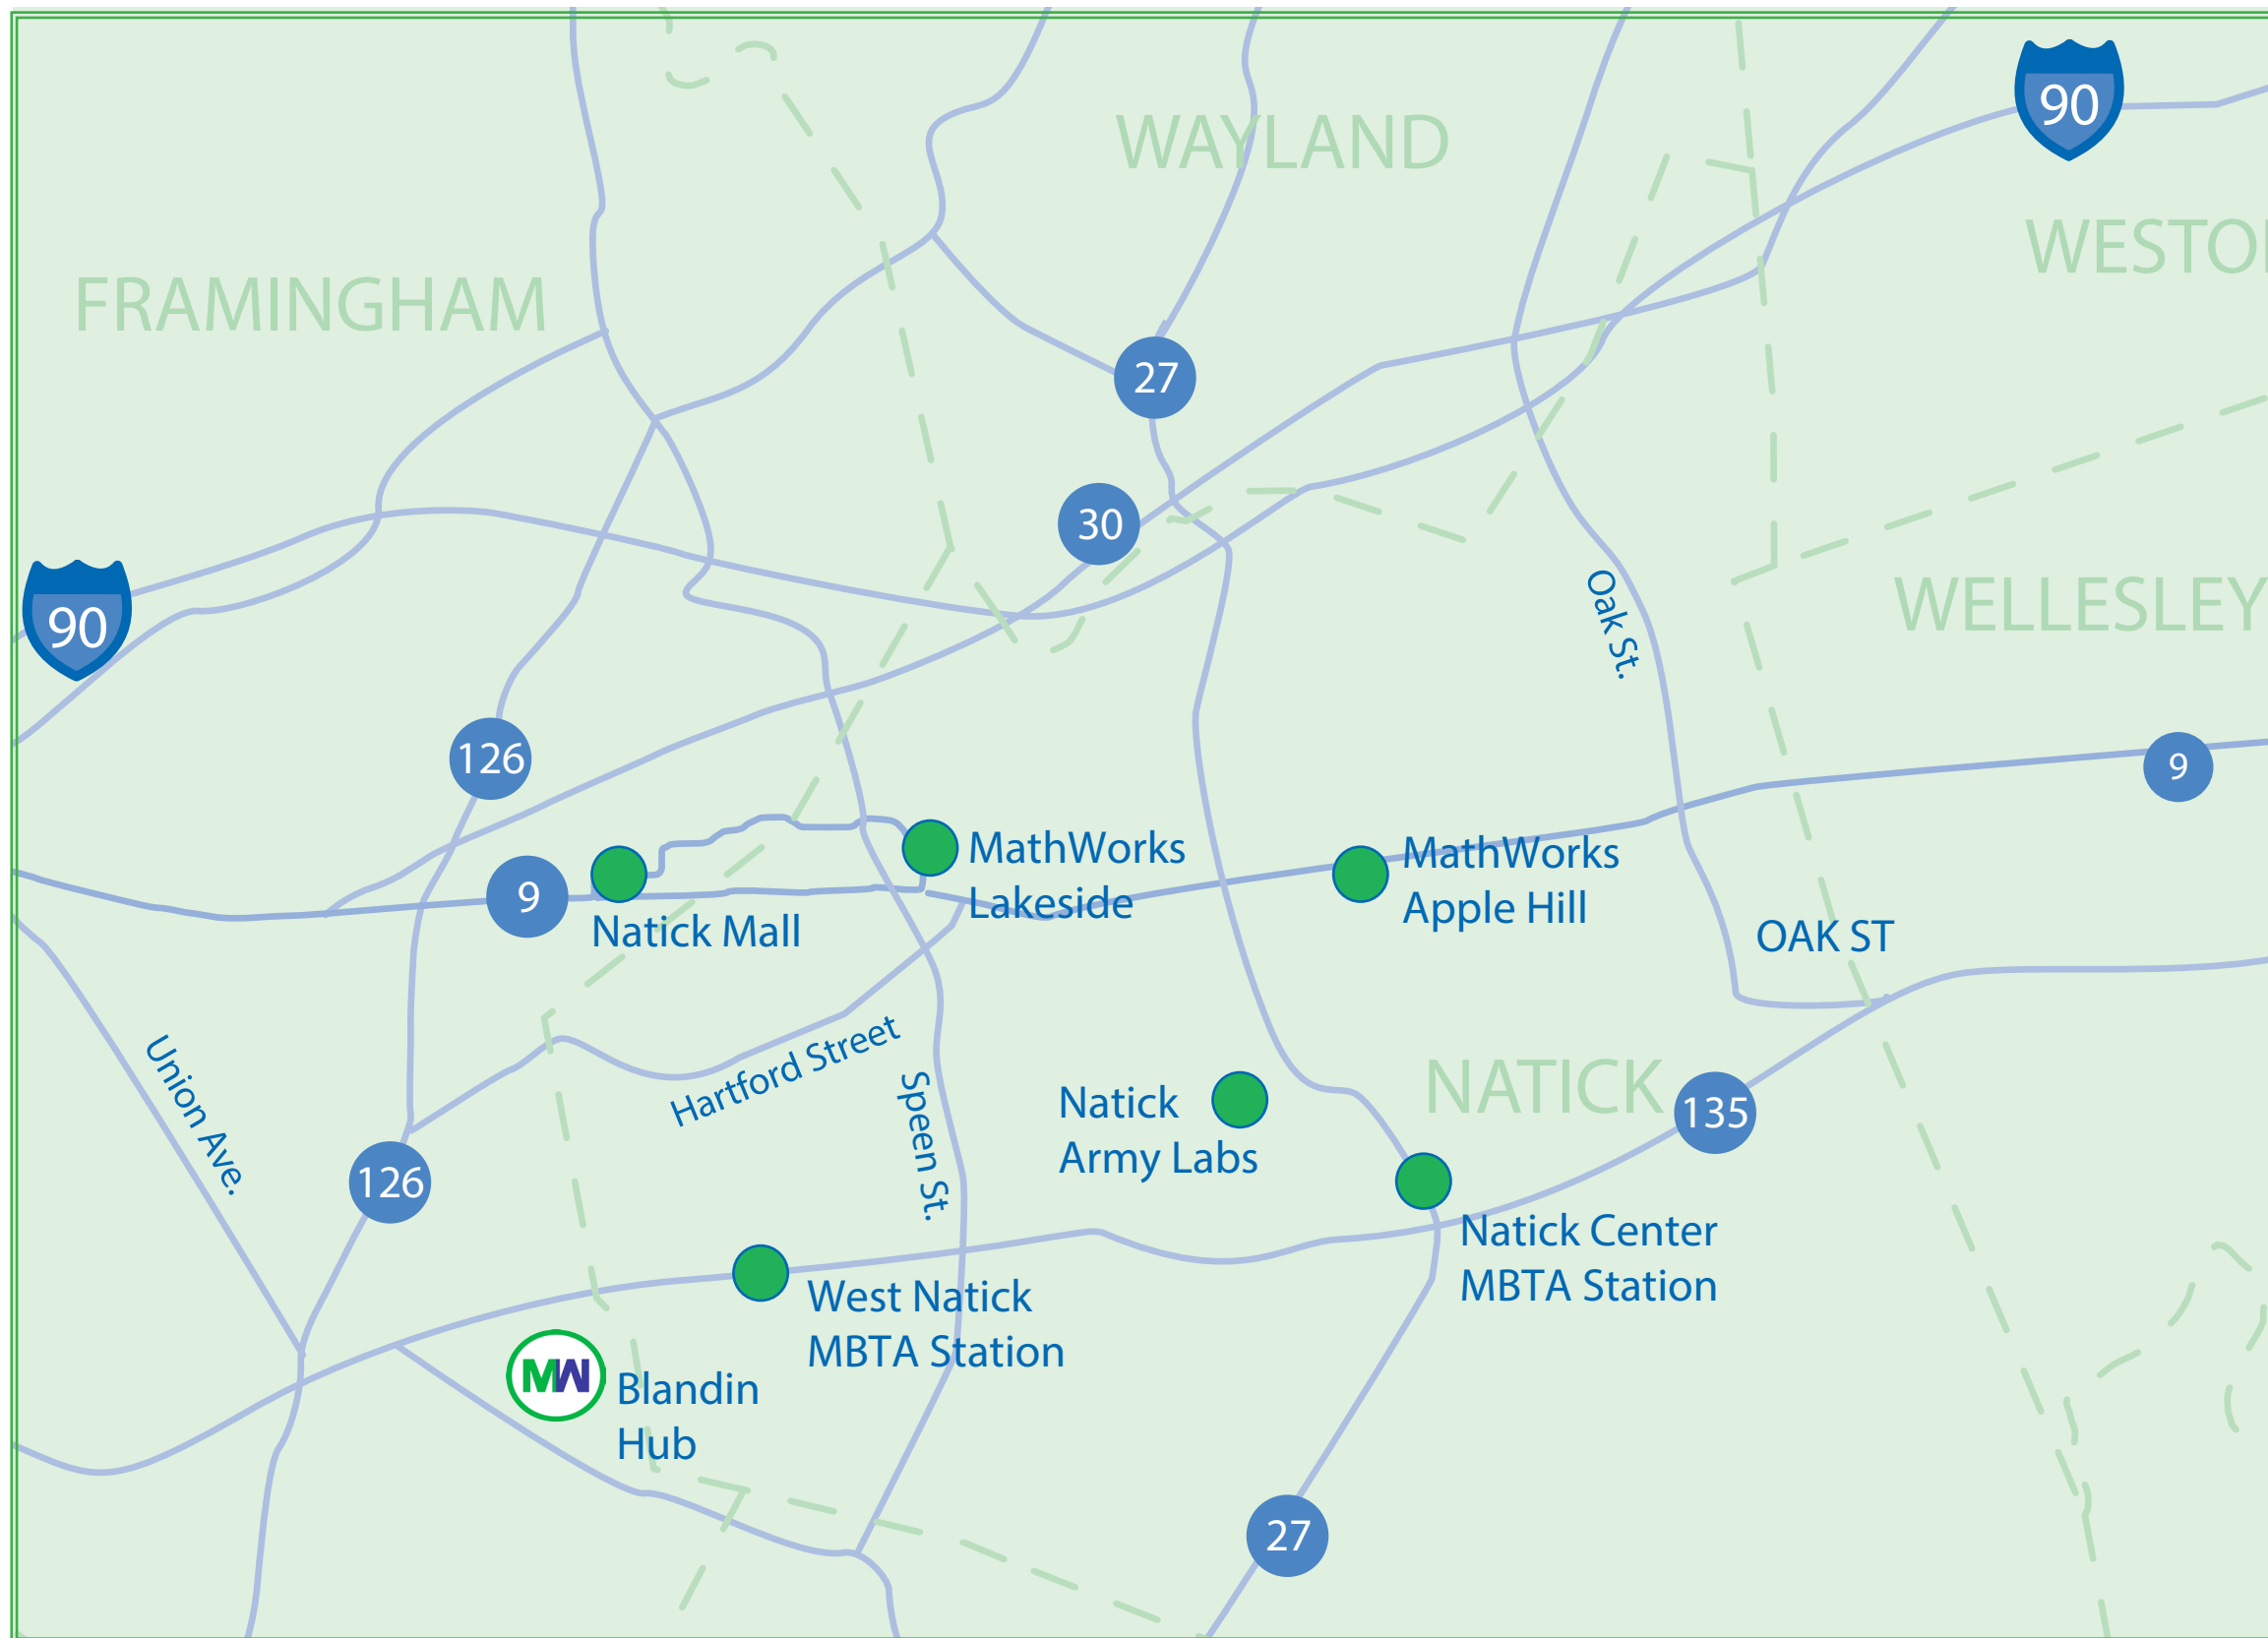 90
WAYLAND
WESTO
FRAMINGHAM
27
30
90
Oak St.
WELLESLEY
126
9
MathWorks
Lakeside
MathWorks
Apple Hill
9
Natick Mall
OAK ST
Union Ave.
Hartford Street
Speen St.
Natick
Army Labs
NATICK
135
126
Natick Center
MBTA Station
West Natick
MBTA Station
MW
Blandin
Hub
27